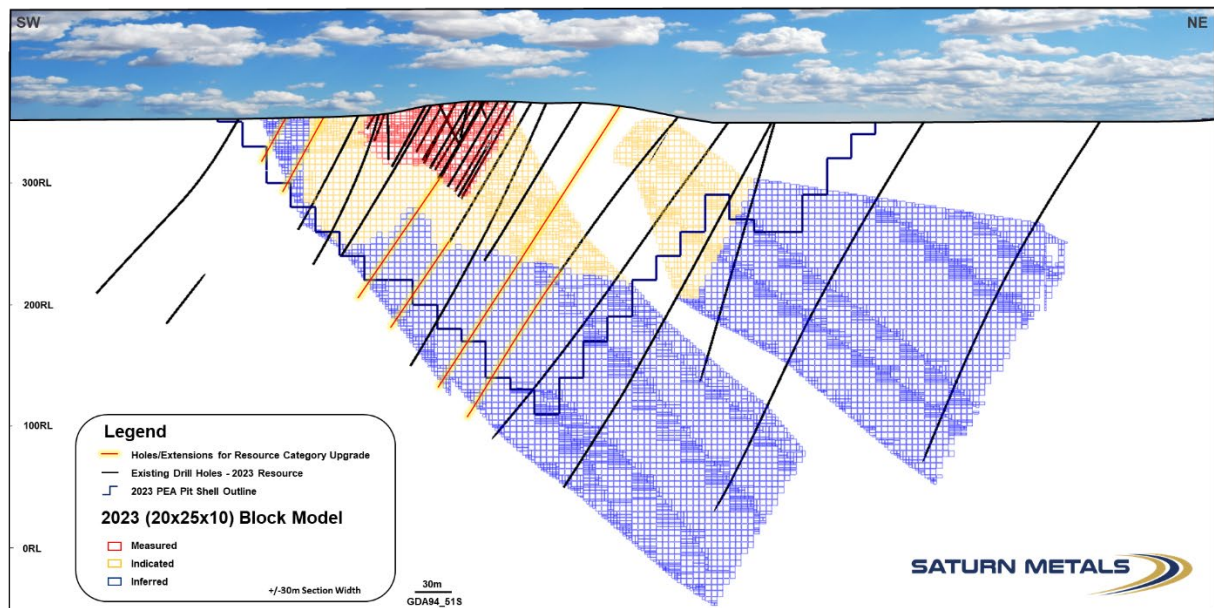 SW
NE
300RL
200RL
100RL
0RL
Legend
Holes/Extensions for Resource Category Upgrade
Existing Drill Holes - 2023 Resource
2023 PEA Pit Shell Outline
2023 (20x25x10) Block Model
Measured
Indicated
Inferred
+/-30m Section Width
30m
GDA94_51S
SATURN METALS